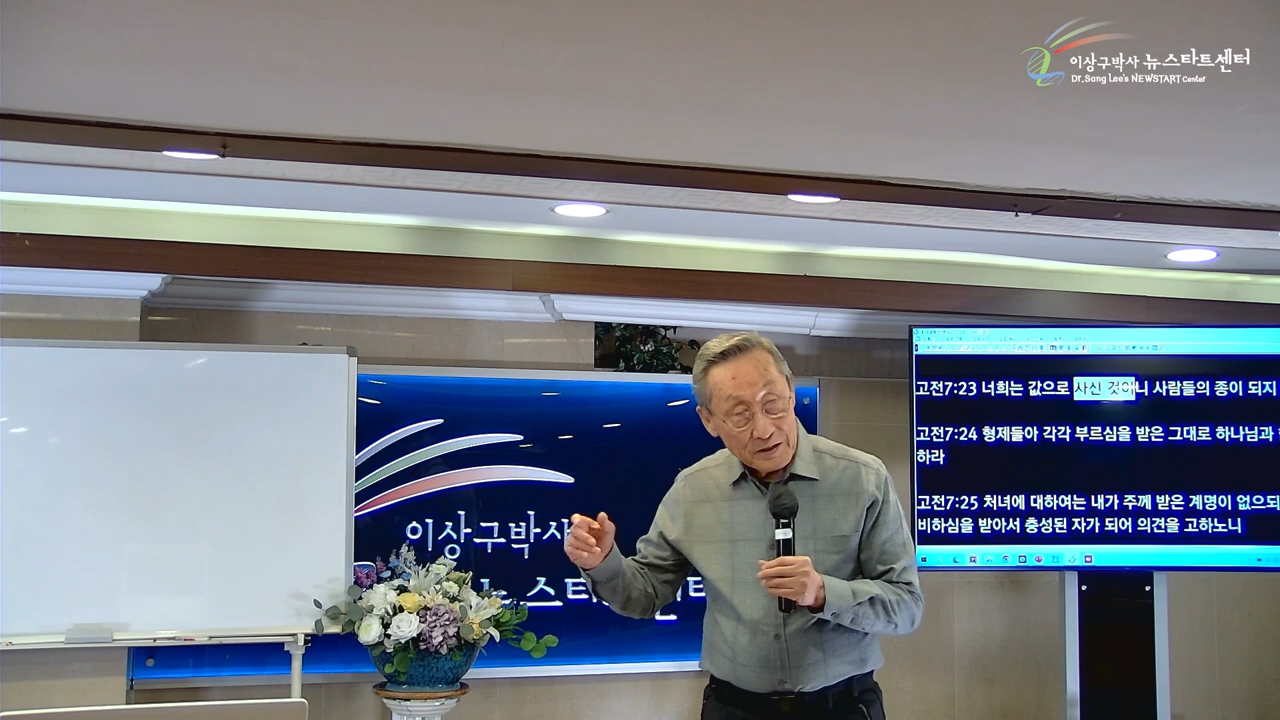 이상구박사 뉴스타트센터
Dr. Sang Lee's NEWSTART Center
고전7:23 너희는 값으로 사신 것이니 사람들의 종이 되지
고전7:24 형제들아 각각 부르심을 받은 그대로 하나님과
하라
고전7:25 처녀에 대하여는 내가 주께 받은 계명이 없으되
비하심을 받아서 충성된 자가 되어 의견을 고하노니
이상구박사
뉴스타트센터